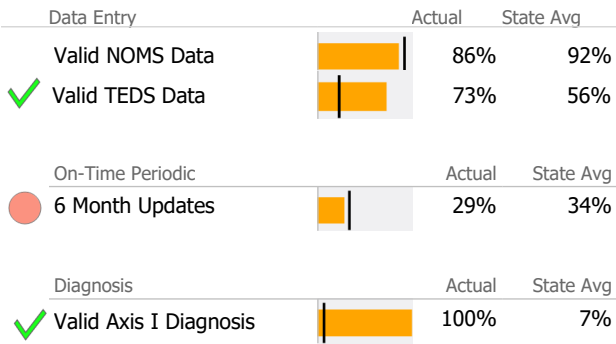 Data Entry Actual State Avg
Valid NOMS Data 86% 92%
Valid TEDS Data 73% 56%
On-Time Periodic Actual State Avg
6 Month Updates 29% 34%
Diagnosis Actual State Avg
Valid Axis I Diagnosis 100% 7%